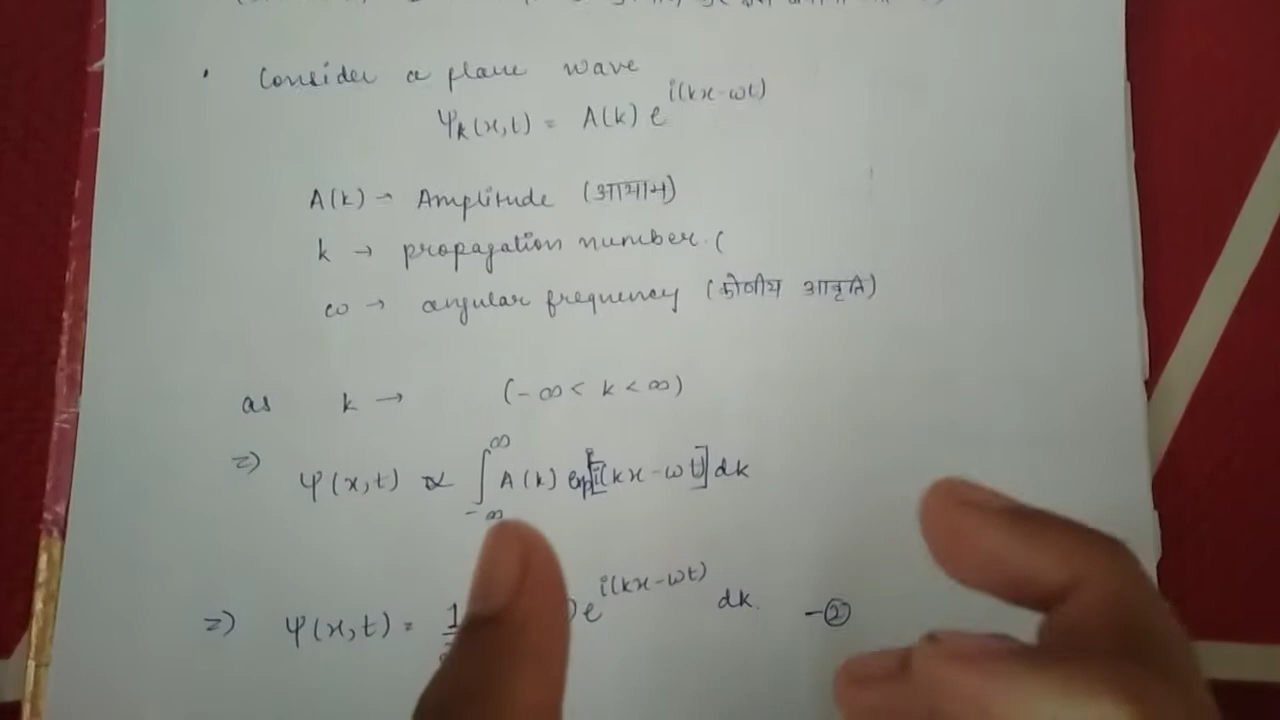 • Consider a plane wave
ψₖ(x,t) = A(k) e^{i(kx-ωt)}
A(k) → Amplitude (आयाम)
k → propagation number. (
ω → angular frequency (कोणीय आवृति)
as k → (-∞ < k < ∞)
=> ψ(x,t) ∝ ∫_{-∞}^{∞} A(k) exp[i(kx-ωt)] dk
=> ψ(x,t) = 1 )e^{i(kx-ωt)} dk. -②